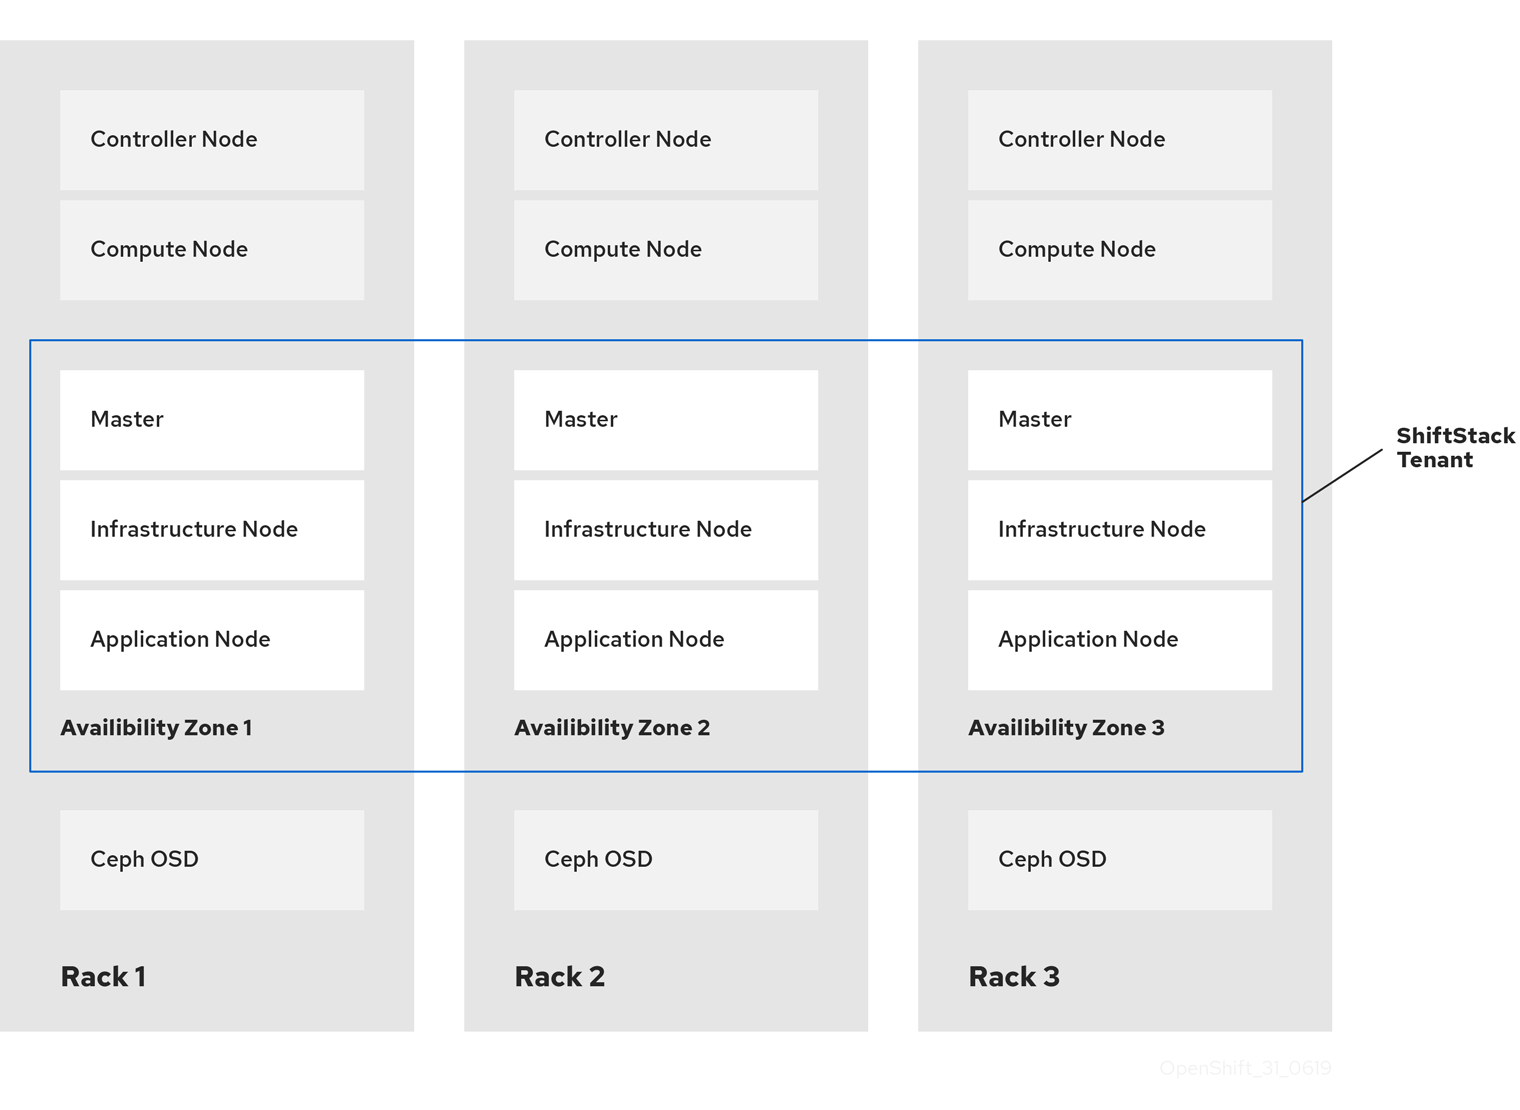 Controller Node
Compute Node
Master
Infrastructure Node
Application Node
Availibility Zone 1
Ceph OSD
Rack 1
Controller Node
Compute Node
Master
Infrastructure Node
Application Node
Availibility Zone 2
Ceph OSD
Rack 2
Controller Node
Compute Node
Master
Infrastructure Node
Application Node
Availibility Zone 3
Ceph OSD
Rack 3
ShiftStack
Tenant
OpenShift_31_0619